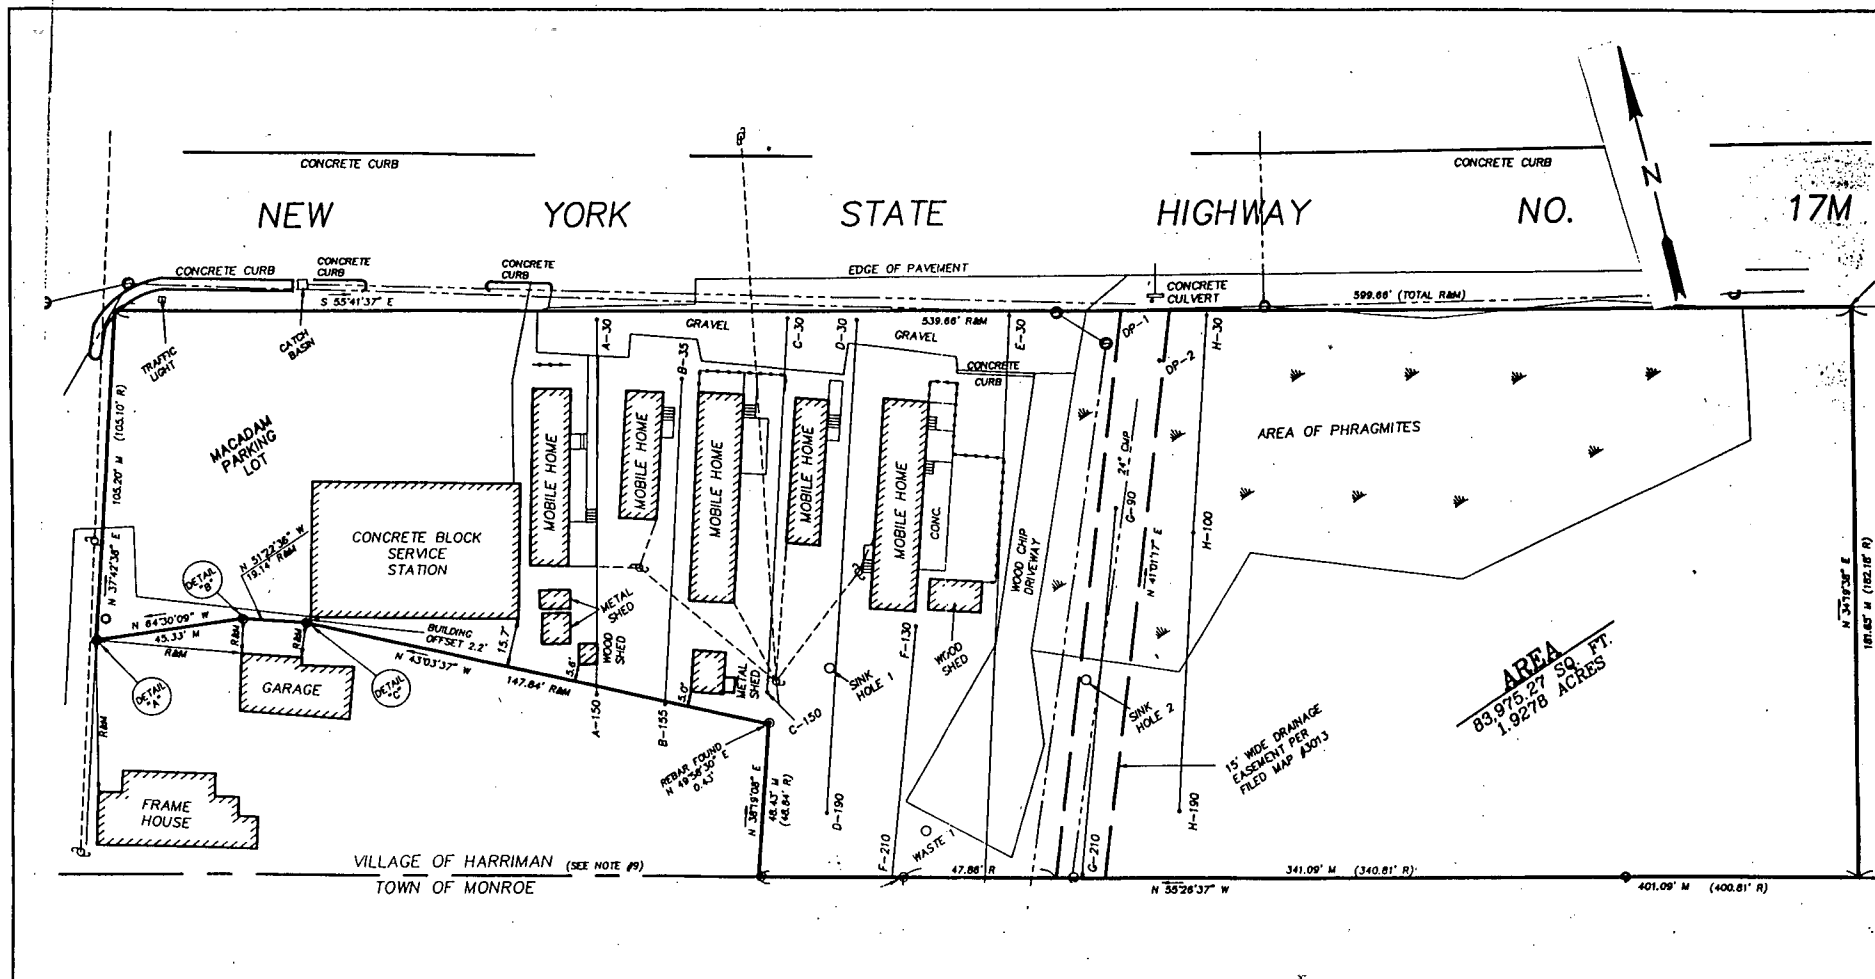 CONCRETE CURB
CONCRETE CURB
N
NEW YORK STATE HIGHWAY NO. 17M
CONCRETE CURB
CONCRETE
CURB
CONCRETE
CURB
EDGE OF PAVEMENT
CONCRETE
CULVERT
S 55°41'37" E
599.66' (TOTAL R&M)
GRAVEL
539.66' R&M
GRAVEL
TRAFFIC
LIGHT
CATCH
BASIN
A-30
B-35
C-30
D-30
E-30
DP-1
DP-2
H-30
CONCRETE
CURB
105.20' M (105.10' R)
N 37°42'38" E
MACADAM
PARKING
LOT
MOBILE HOME
MOBILE HOME
MOBILE HOME
MOBILE HOME
MOBILE HOME
CONC.
24" CMP
G-90
AREA OF PHRAGMITES
H-100
N 41°01'17" E
WOOD CHIP
DRIVEWAY
CONCRETE BLOCK
SERVICE
STATION
N 51°22'36" W
19.14' R&M
DETAIL
"B"
N 64°30'09" W
45.33' M
R&M
R&M
R&M
BUILDING
OFFSET 2.2'
N 43°03'37" W
147.84' R&M
15.7'
METAL
SHED
WOOD
SHED
5.6'
5.0'
METAL
SHED
SINK
HOLE 1
F-130
WOOD
SHED
GARAGE
DETAIL
"A"
DETAIL
"C"
R&M
A-150
B-155
C-150
SINK
HOLE 2
AREA
83,975.27 SQ. FT.
1.9278 ACRES
N 34°19'38" E
181.65' M (182.18' R)
REBAR FOUND
N 49°58'30" E
0.43'
N 38°19'08" E
48.43' M
(48.84' R)
15' WIDE DRAINAGE
EASEMENT PER
FILED MAP #3013
D-190
H-190
FRAME
HOUSE
F-210
WASTE 1
G-210
VILLAGE OF HARRIMAN (SEE NOTE #9)
TOWN OF MONROE
47.86' R
N 55°26'37" W
341.09' M (340.81' R)
401.09' M (400.81' R)